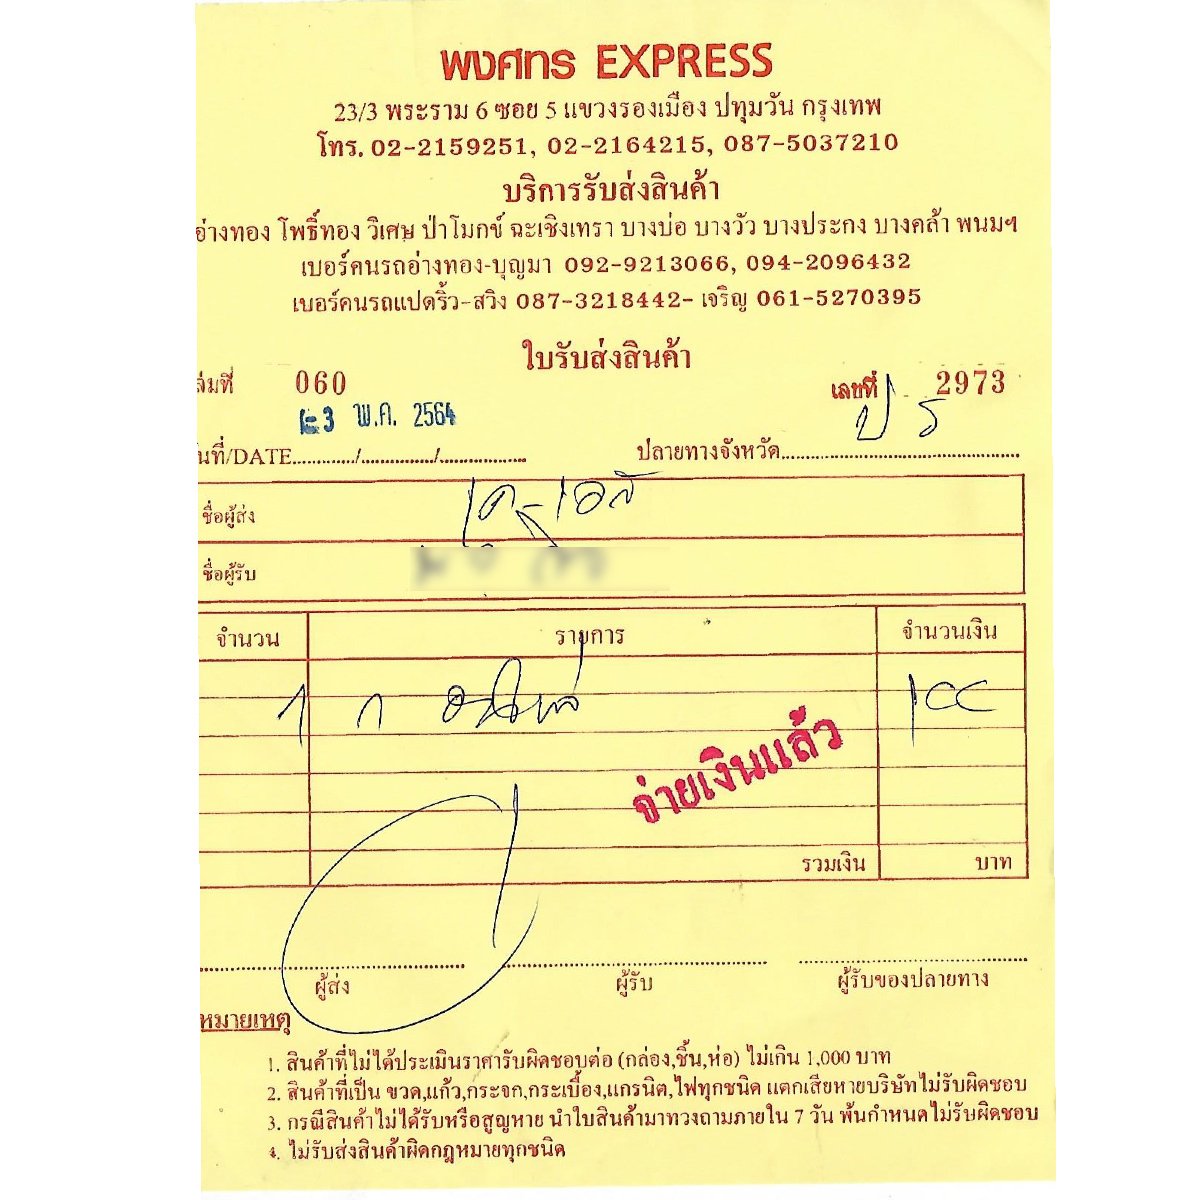 พงศทร EXPRESS
23/3 พระราม 6 ซอย 5 แขวงรองเมือง ปทุมวัน กรุงเทพ
โทร. 02-2159251, 02-2164215, 087-5037210
บริการรับส่งสินค้า
อ่างทอง โพธิ์ทอง วิเศษ ป่าโมกข์ ฉะเชิงเทรา บางบ่อ บางวัว บางประกง บางคล้า พนมฯ
เบอร์คนรถอ่างทอง-บุญมา 092-9213066, 094-2096432
เบอร์คนรถแปดริ้ว-สวิง 087-3218442- เจริญ 061-5270395
ใบรับส่งสินค้า
ล่มที่ 060 เลขที่ 2973
พ.ค. 2564 ปร
นที่/DATE............/............../................ ปลายทางจังหวัด............................................
ชื่อผู้ส่ง เค-เอส
ชื่อผู้รับ
จำนวน รายการ จำนวนเงิน
1 ก 100
จ่ายเงินแล้ว
รวมเงิน บาท
ผู้ส่ง ผู้รับ ผู้รับของปลายทาง
หมายเหตุ
1. สินค้าที่ไม่ได้ประเมินราศารับผิดชอบต่อ (กล่อง,ชิ้น,ห่อ) ไม่เกิน 1,000 บาท
2. สินค้าที่เป็น ขวด,แก้ว,กระจก,กระเบื้อง,แกรนิต,ไฟทุกชนิด แตกเสียหายบริษัทไม่รับผิดชอบ
3. กรณีสินค้าไม่ได้รับหรือสูญหาย นำใบสินค้ามาทวงถามภายใน 7 วัน พ้นกำหนดไม่รับผิดชอบ
4. ไม่รับส่งสินค้าผิดกฎหมายทุกชนิด